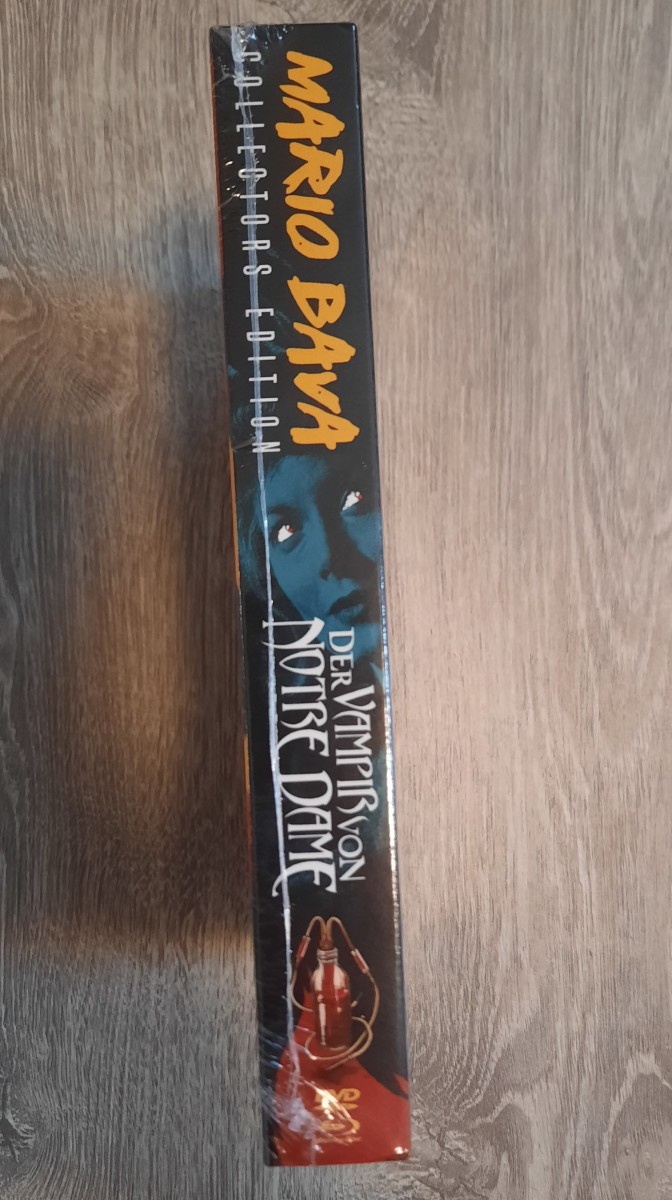 MARIO BAVA
COLLECTORS EDITION
DER VAMPIR VON
NOTRE DAME